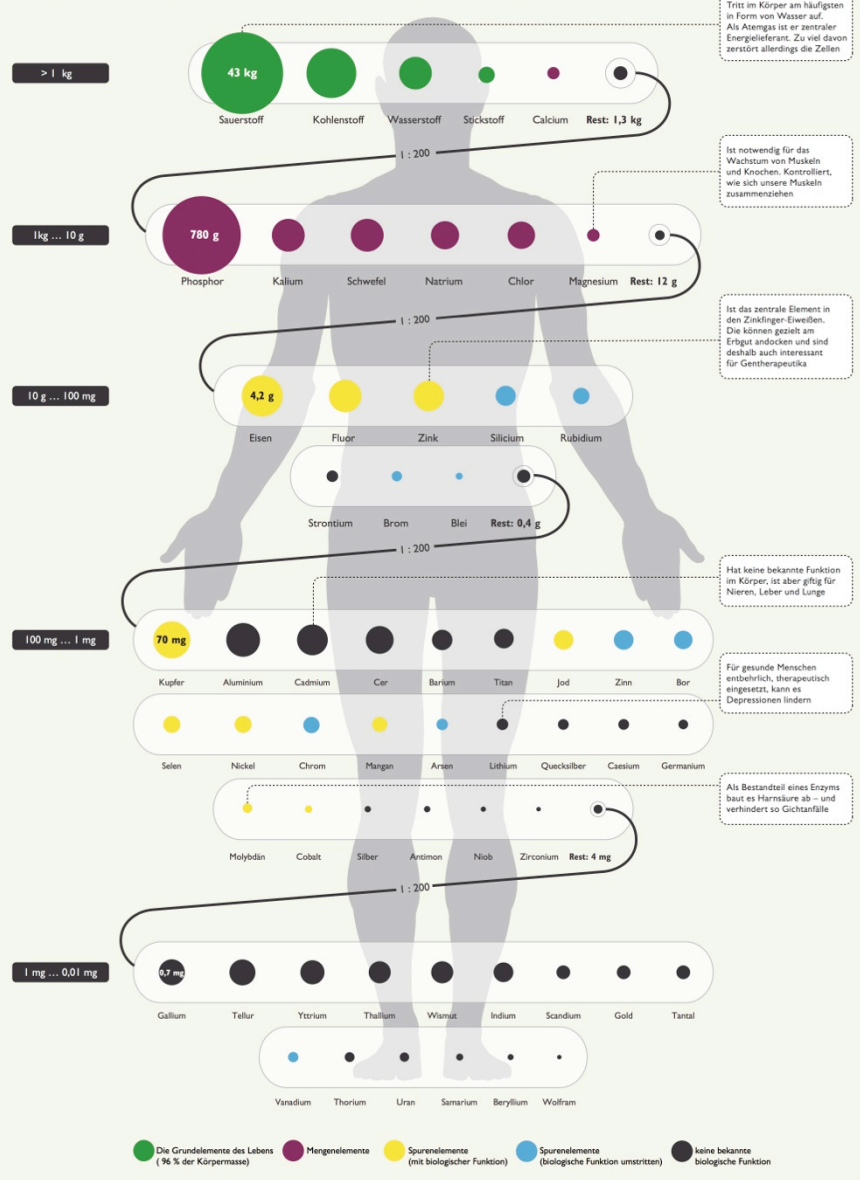 Tritt im Körper am häufigsten
in Form von Wasser auf.
Als Atemgas ist er zentraler
Energielieferant. Zu viel davon
zerstört allerdings die Zellen
> 1 kg
43 kg
Sauerstoff
Kohlenstoff
Wasserstoff
Stickstoff
Calcium
Rest: 1,3 kg
1 : 200
Ist notwendig für das
Wachstum von Muskeln
und Knochen. Kontrolliert,
wie sich unsere Muskeln
zusammenziehen
1kg ... 10 g
780 g
Phosphor
Kalium
Schwefel
Natrium
Chlor
Magnesium
Rest: 12 g
1 : 200
Ist das zentrale Element in
den Zinkfinger-Eiweißen.
Die können gezielt am
Erbgut andocken und sind
deshalb auch interessant
für Gentherapeutika
10 g ... 100 mg
4,2 g
Eisen
Fluor
Zink
Silicium
Rubidium
Strontium
Brom
Blei
Rest: 0,4 g
1 : 200
Hat keine bekannte Funktion
im Körper, ist aber giftig für
Nieren, Leber und Lunge
100 mg ... 1 mg
70 mg
Kupfer
Aluminium
Cadmium
Cer
Barium
Titan
Jod
Zinn
Bor
Für gesunde Menschen
entbehrlich, therapeutisch
eingesetzt, kann es
Depressionen lindern
Selen
Nickel
Chrom
Mangan
Arsen
Lithium
Quecksilber
Caesium
Germanium
Als Bestandteil eines Enzyms
baut es Harnsäure ab – und
verhindert so Gichtanfälle
Molybdän
Cobalt
Silber
Antimon
Niob
Zirconium
Rest: 4 mg
1 : 200
1 mg ... 0,01 mg
0,7 mg
Gallium
Tellur
Yttrium
Thallium
Wismut
Indium
Scandium
Gold
Tantal
Vanadium
Thorium
Uran
Samarium
Beryllium
Wolfram
Die Grundelemente des Lebens
( 96 % der Körpermasse)
Mengenelemente
Spurenelemente
(mit biologischer Funktion)
Spurenelemente
(biologische Funktion umstritten)
keine bekannte
biologische Funktion